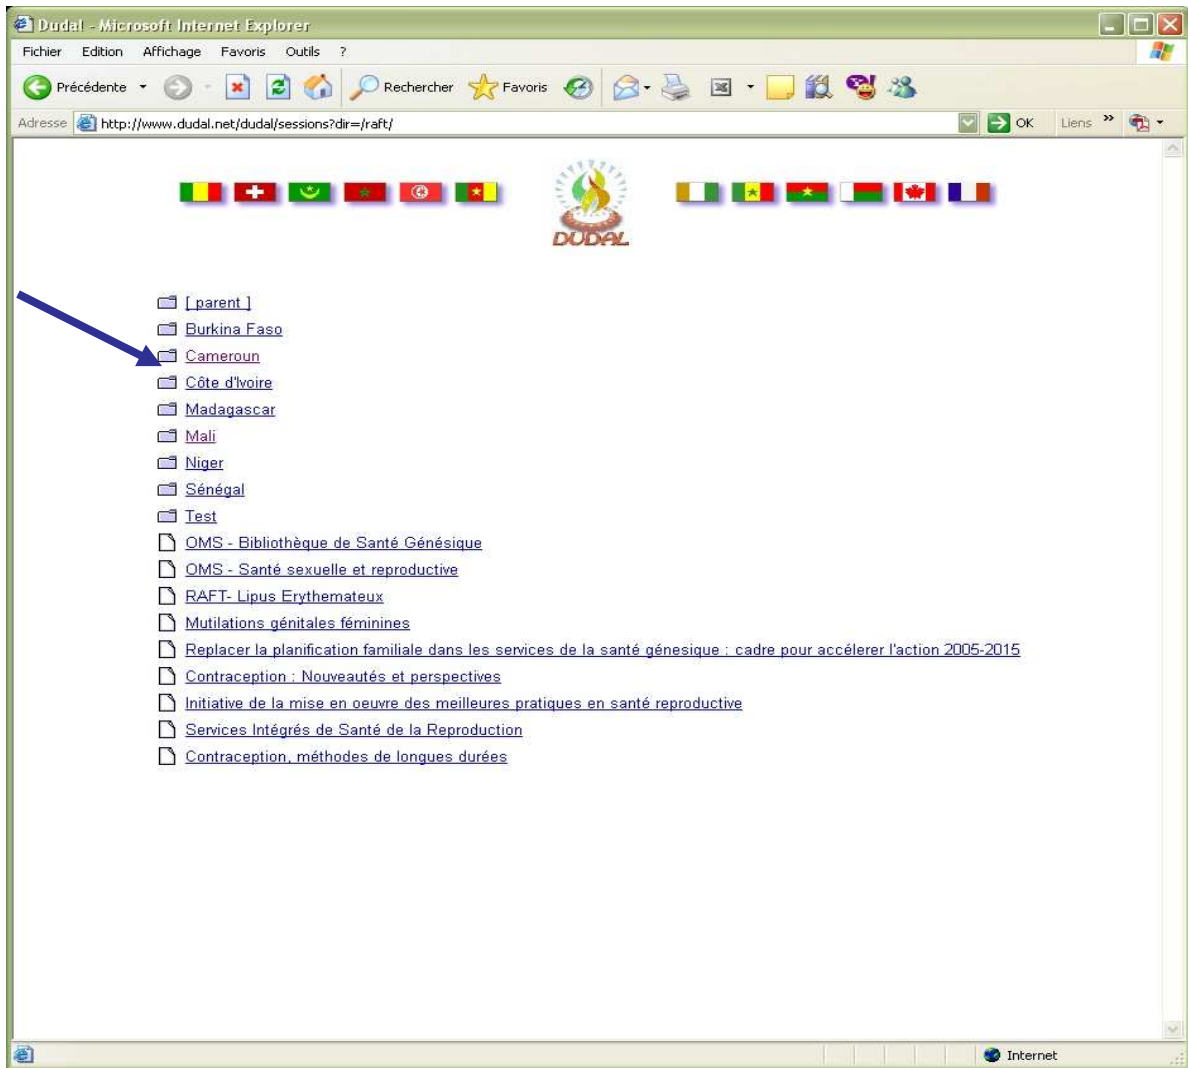 Dudal - Microsoft Internet Explorer
Fichier Edition Affichage Favoris Outils ?
Précédente Rechercher Favoris
Adresse http://www.dudal.net/dudal/sessions?dir=/raft/ OK Liens »
DUDAL
[ parent ]
Burkina Faso
Cameroun
Côte d'Ivoire
Madagascar
Mali
Niger
Sénégal
Test
OMS - Bibliothèque de Santé Génésique
OMS - Santé sexuelle et reproductive
RAFT- Lipus Erythemateux
Mutilations génitales féminines
Replacer la planification familiale dans les services de la santé génesique : cadre pour accélerer l'action 2005-2015
Contraception : Nouveautés et perspectives
Initiative de la mise en oeuvre des meilleures pratiques en santé reproductive
Services Intégrés de Santé de la Reproduction
Contraception, méthodes de longues durées
Internet